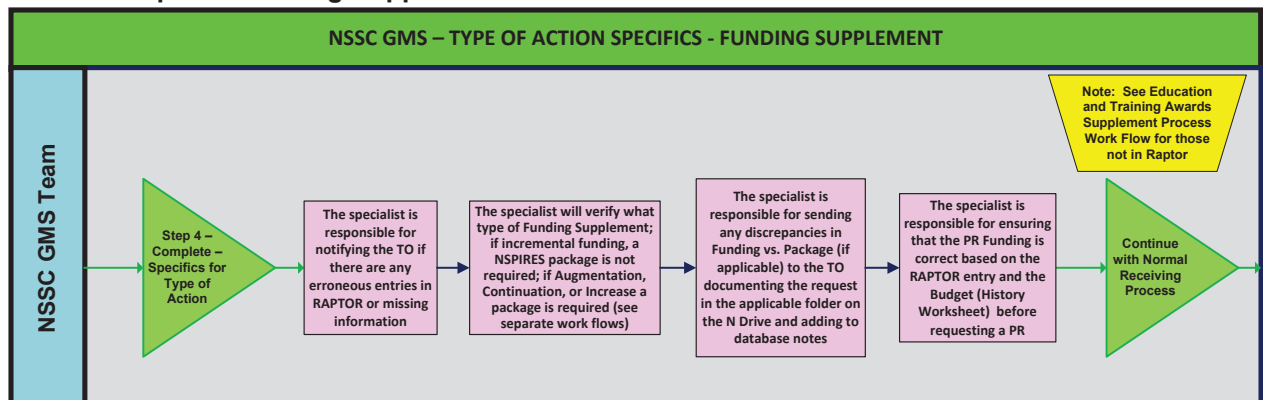 NSSC GMS – TYPE OF ACTION SPECIFICS - FUNDING SUPPLEMENT
NSSC GMS Team
Note: See Education
and Training Awards
Supplement Process
Work Flow for those
not in Raptor
Step 4 –
Complete –
Specifics for
Type of
Action
The specialist is
responsible for
notifying the TO if
there are any
erroneous entries in
RAPTOR or missing
information
The specialist will verify what
type of Funding Supplement;
if incremental funding, a
NSPIRES package is not
required; if Augmentation,
Continuation, or Increase a
package is required (see
separate work flows)
The specialist is
responsible for sending
any discrepancies in
Funding vs. Package (if
applicable) to the TO
documenting the request
in the applicable folder on
the N Drive and adding to
database notes
The specialist is
responsible for ensuring
that the PR Funding is
correct based on the
RAPTOR entry and the
Budget (History
Worksheet) before
requesting a PR
Continue
with Normal
Receiving
Process